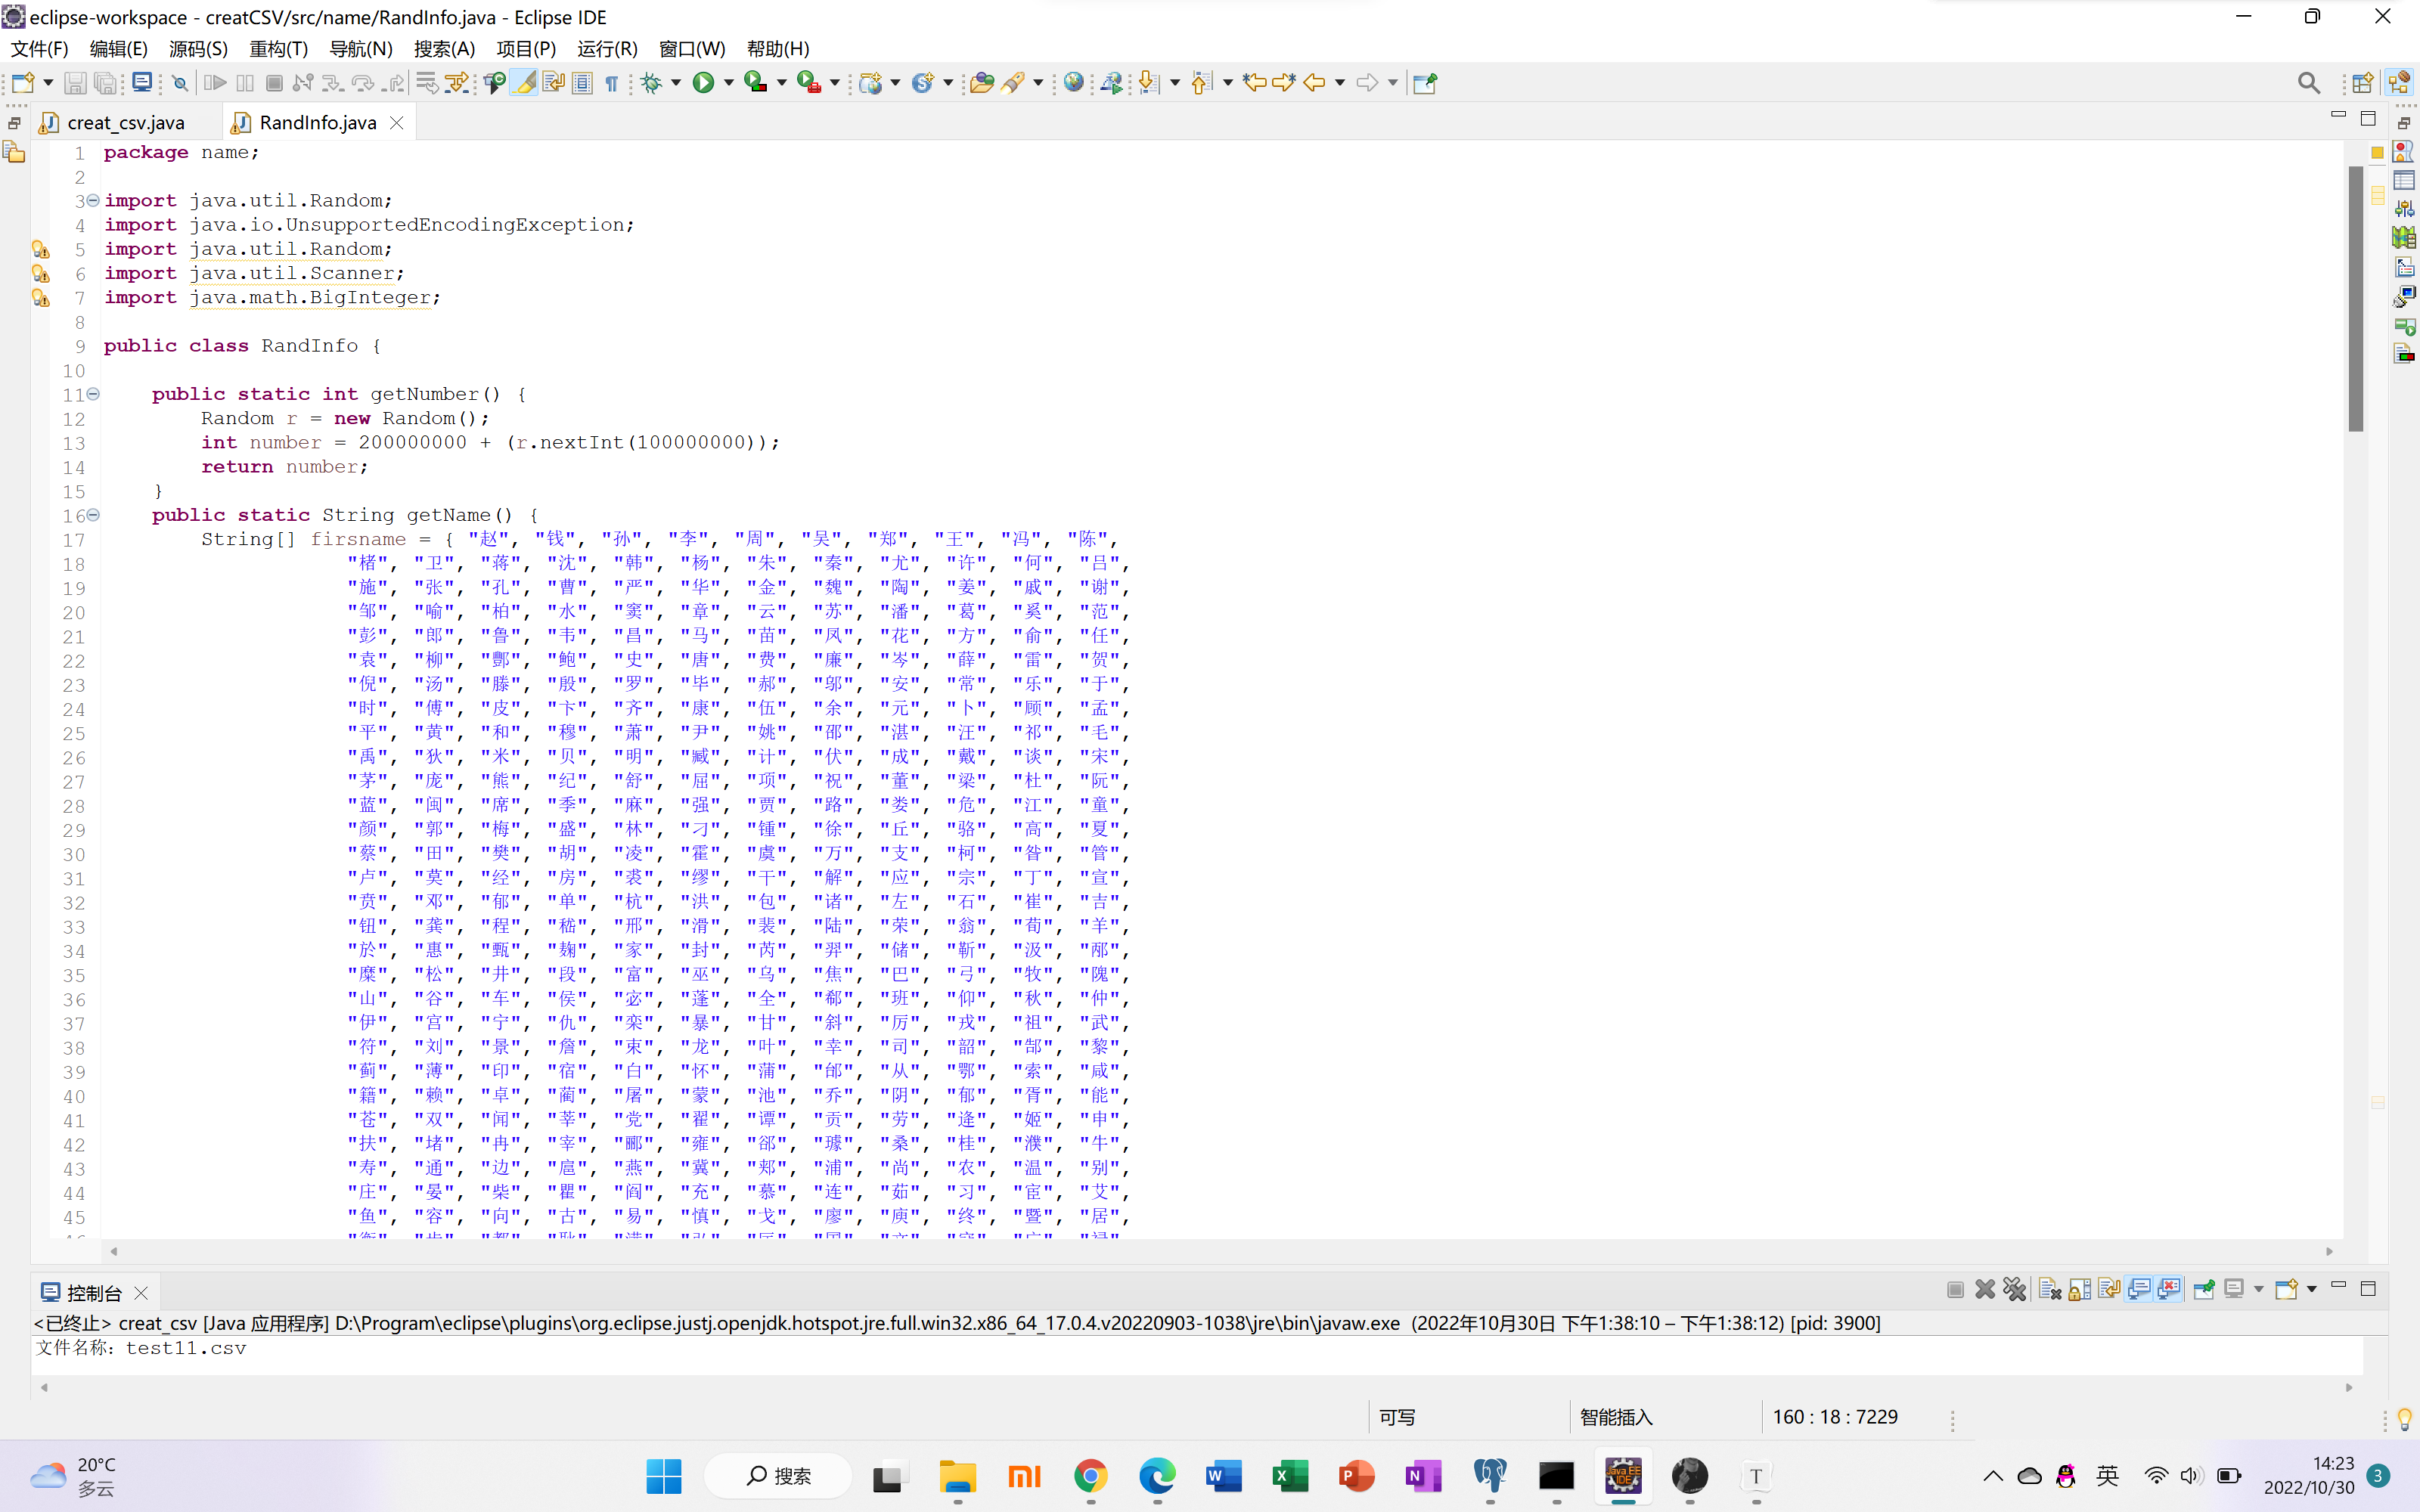 eclipse-workspace - creatCSV/src/name/RandInfo.java - Eclipse IDE
文件(F) 编辑(E) 源码(S) 重构(T) 导航(N) 搜索(A) 项目(P) 运行(R) 窗口(W) 帮助(H)
creat_csv.java RandInfo.java
1 package name;
2
3 import java.util.Random;
4 import java.io.UnsupportedEncodingException;
5 import java.util.Random;
6 import java.util.Scanner;
7 import java.math.BigInteger;
8
9 public class RandInfo {
10
11 public static int getNumber() {
12 Random r = new Random();
13 int number = 200000000 + (r.nextInt(100000000));
14 return number;
15 }
16 public static String getName() {
17 String[] firsname = { "赵", "钱", "孙", "李", "周", "吴", "郑", "王", "冯", "陈",
18 "楮", "卫", "蒋", "沈", "韩", "杨", "朱", "秦", "尤", "许", "何", "吕",
19 "施", "张", "孔", "曹", "严", "华", "金", "魏", "陶", "姜", "戚", "谢",
20 "邹", "喻", "柏", "水", "窦", "章", "云", "苏", "潘", "葛", "奚", "范",
21 "彭", "郎", "鲁", "韦", "昌", "马", "苗", "凤", "花", "方", "俞", "任",
22 "袁", "柳", "酆", "鲍", "史", "唐", "费", "廉", "岑", "薛", "雷", "贺",
23 "倪", "汤", "滕", "殷", "罗", "毕", "郝", "邬", "安", "常", "乐", "于",
24 "时", "傅", "皮", "卞", "齐", "康", "伍", "余", "元", "卜", "顾", "孟",
25 "平", "黄", "和", "穆", "萧", "尹", "姚", "邵", "湛", "汪", "祁", "毛",
26 "禹", "狄", "米", "贝", "明", "臧", "计", "伏", "成", "戴", "谈", "宋",
27 "茅", "庞", "熊", "纪", "舒", "屈", "项", "祝", "董", "梁", "杜", "阮",
28 "蓝", "闽", "席", "季", "麻", "强", "贾", "路", "娄", "危", "江", "童",
29 "颜", "郭", "梅", "盛", "林", "刁", "锺", "徐", "丘", "骆", "高", "夏",
30 "蔡", "田", "樊", "胡", "凌", "霍", "虞", "万", "支", "柯", "昝", "管",
31 "卢", "莫", "经", "房", "裘", "缪", "干", "解", "应", "宗", "丁", "宣",
32 "贲", "邓", "郁", "单", "杭", "洪", "包", "诸", "左", "石", "崔", "吉",
33 "钮", "龚", "程", "嵇", "邢", "滑", "裴", "陆", "荣", "翁", "荀", "羊",
34 "於", "惠", "甄", "麹", "家", "封", "芮", "羿", "储", "靳", "汲", "邴",
35 "糜", "松", "井", "段", "富", "巫", "乌", "焦", "巴", "弓", "牧", "隗",
36 "山", "谷", "车", "侯", "宓", "蓬", "全", "郗", "班", "仰", "秋", "仲",
37 "伊", "宫", "宁", "仇", "栾", "暴", "甘", "斜", "厉", "戎", "祖", "武",
38 "符", "刘", "景", "詹", "束", "龙", "叶", "幸", "司", "韶", "郜", "黎",
39 "蓟", "薄", "印", "宿", "白", "怀", "蒲", "邰", "从", "鄂", "索", "咸",
40 "籍", "赖", "卓", "蔺", "屠", "蒙", "池", "乔", "阴", "郁", "胥", "能",
41 "苍", "双", "闻", "莘", "党", "翟", "谭", "贡", "劳", "逄", "姬", "申",
42 "扶", "堵", "冉", "宰", "郦", "雍", "郤", "璩", "桑", "桂", "濮", "牛",
43 "寿", "通", "边", "扈", "燕", "冀", "郏", "浦", "尚", "农", "温", "别",
44 "庄", "晏", "柴", "瞿", "阎", "充", "慕", "连", "茹", "习", "宦", "艾",
45 "鱼", "容", "向", "古", "易", "慎", "戈", "廖", "庾", "终", "暨", "居",
控制台
<已终止> creat_csv [Java 应用程序] D:\Program\eclipse\plugins\org.eclipse.justj.openjdk.hotspot.jre.full.win32.x86_64_17.0.4.v20220903-1038\jre\bin\javaw.exe (2022年10月30日 下午1:38:10 – 下午1:38:12) [pid: 3900]
文件名称: test11.csv
可写 智能插入 160 : 18 : 7229
20°C
多云
搜索
英
14:23
2022/10/30
3